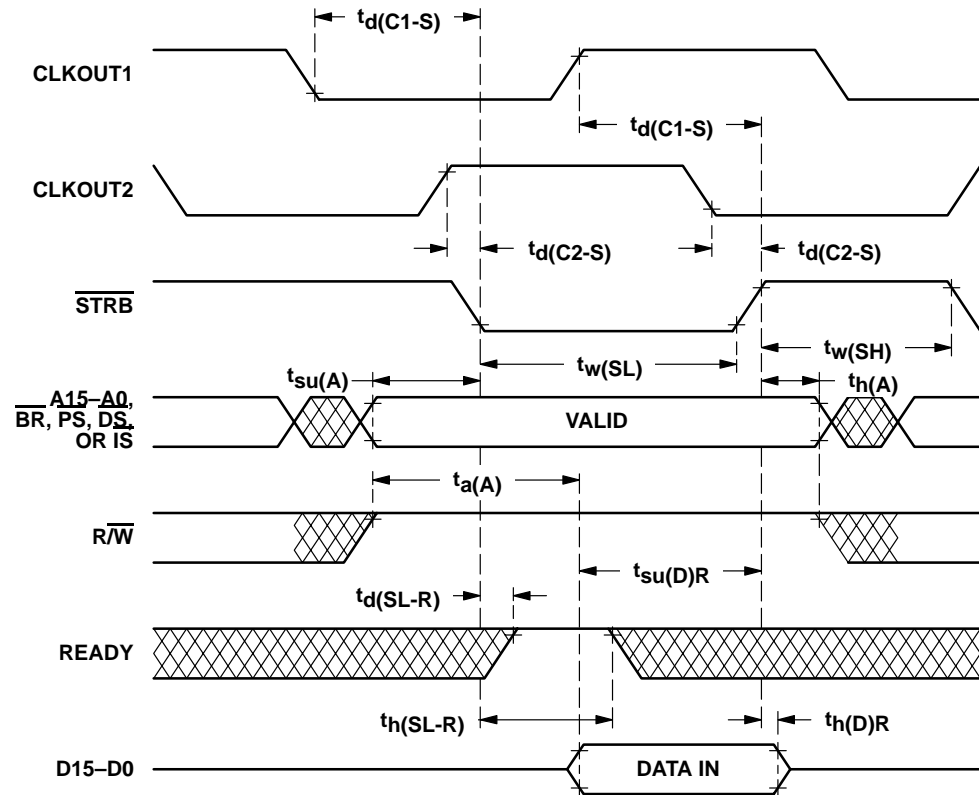 td(C1-S)
CLKOUT1
td(C1-S)
CLKOUT2
td(C2-S)
td(C2-S)
STRB
tw(SL)
tw(SH)
tsu(A)
th(A)
A15–A0,
BR, PS, DS,
OR IS
VALID
ta(A)
R/W
tsu(D)R
td(SL-R)
READY
th(SL-R)
th(D)R
D15–D0
DATA IN